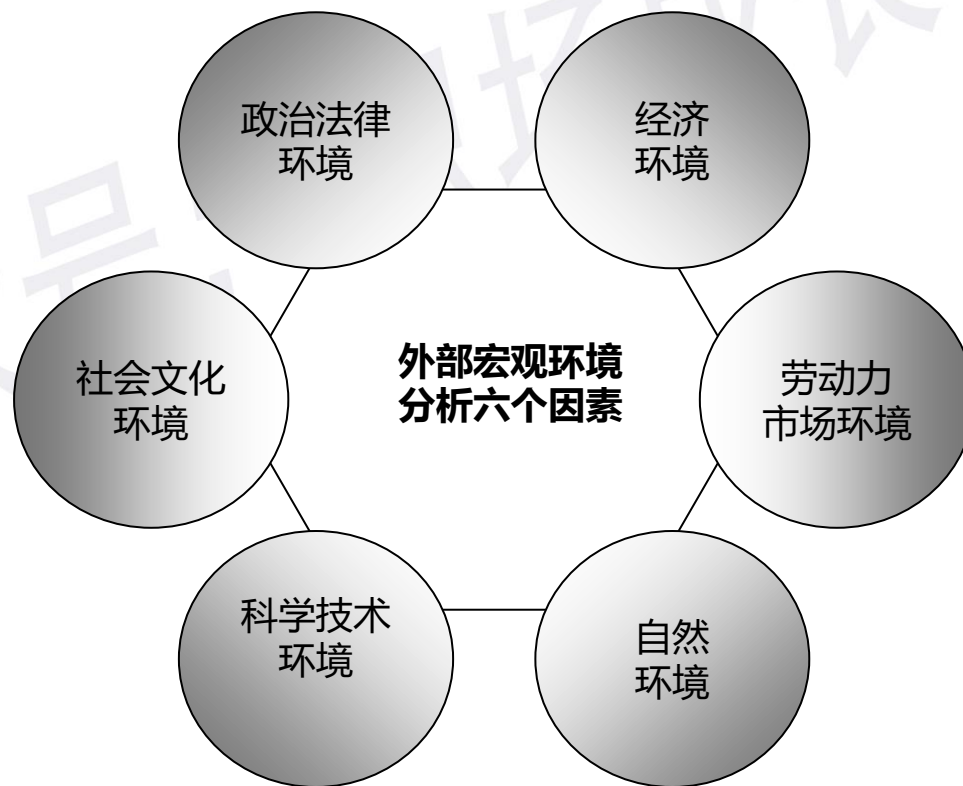 政治法律
环境
经济
环境
社会文化
环境
外部宏观环境
分析六个因素
劳动力
市场环境
科学技术
环境
自然
环境